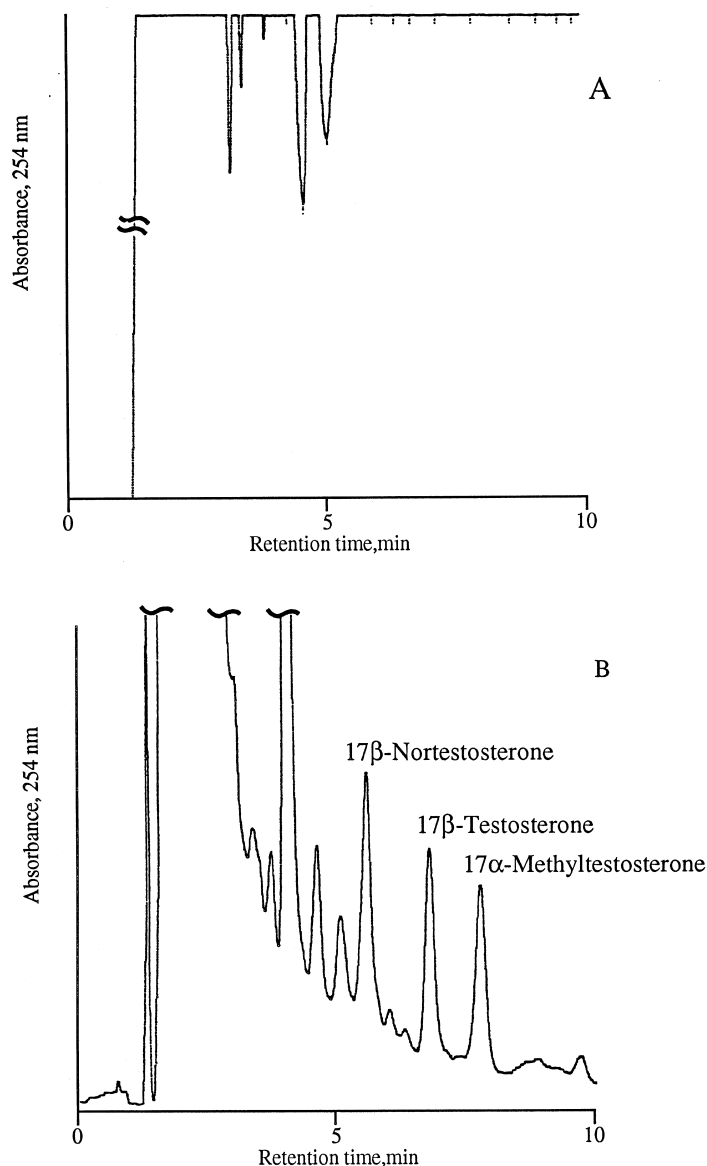 A
Absorbance, 254 nm
0 5 10
Retention time,min
B
17β-Nortestosterone
17β-Testosterone
17α-Methyltestosterone
Absorbance, 254 nm
0 5 10
Retention time,min